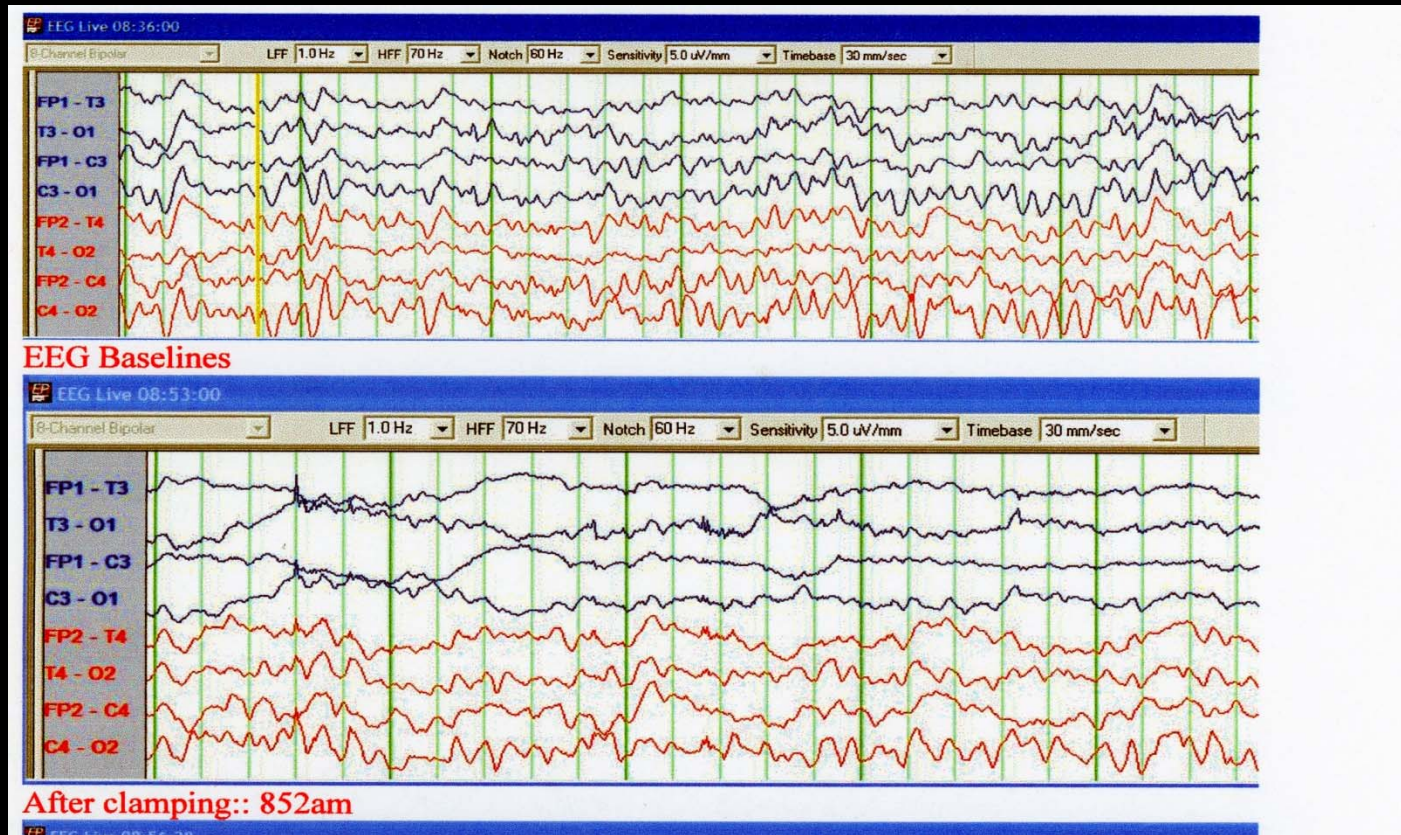 EEG Live 08:36:00
8-Channel Bipolar LFF 1.0 Hz HFF 70 Hz Notch 60 Hz Sensitivity 5.0 uV/mm Timebase 30 mm/sec
FP1 - T3
T3 - O1
FP1 - C3
C3 - O1
FP2 - T4
T4 - O2
FP2 - C4
C4 - O2
EEG Baselines
EP EEG Live 08:53:00
8-Channel Bipolar LFF 1.0 Hz HFF 70 Hz Notch 60 Hz Sensitivity 5.0 uV/mm Timebase 30 mm/sec
FP1 - T3
T3 - O1
FP1 - C3
C3 - O1
FP2 - T4
T4 - O2
FP2 - C4
C4 - O2
After clamping:: 852am